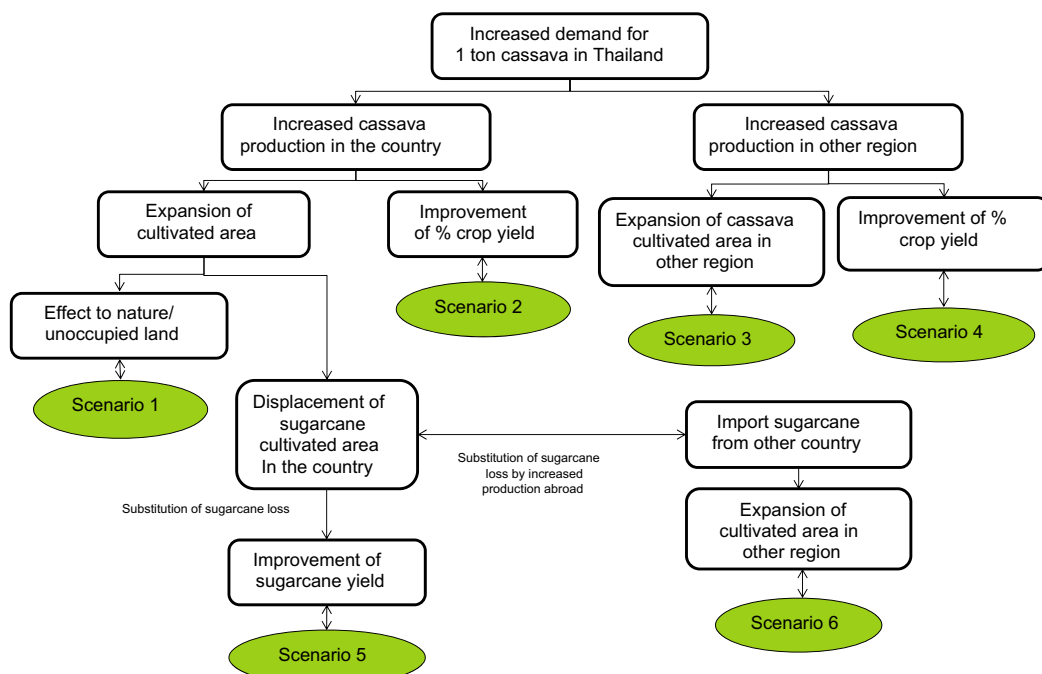 Increased demand for
1 ton cassava in Thailand
Increased cassava
production in the country
Increased cassava
production in other region
Expansion of
cultivated area
Improvement
of % crop yield
Expansion of cassava
cultivated area in
other region
Improvement of %
crop yield
Effect to nature/
unoccupied land
Scenario 2
Scenario 3
Scenario 4
Scenario 1
Displacement of
sugarcane
cultivated area
In the country
Substitution of sugarcane
loss by increased
production abroad
Import sugarcane
from other country
Substitution of sugarcane loss
Expansion of
cultivated area in
other region
Improvement of
sugarcane yield
Scenario 6
Scenario 5